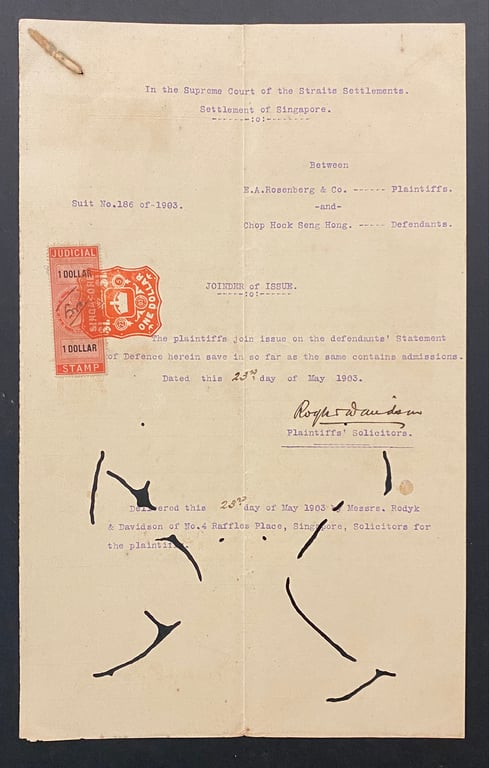 In the Supreme Court of the Straits Settlements.
Settlement of Singapore.
-------:o:--------
Between
E.A.Rosenberg & Co. ------ Plaintiffs.
Suit No.186 of-1903.
-and-
Chop Hock Seng Hong. ----- Defendants.
JUDICIAL
1 DOLLAR
SINGAPORE
ONE DOLLAR
1 DOLLAR
STAMP
JOINDER of ISSUE.
-----:o:-----
The plaintiffs join issue on the defendants' Statement
of Defence herein save in so far as the same contains admissions.
Dated this 23rd day of May 1903.
Rodyk & Davidson
Plaintiffs' Solicitors.
Delivered this 23rd day of May 1903 by Messrs. Rodyk
& Davidson of No.4 Raffles Place, Singapore, Solicitors for
the plaintiffs.